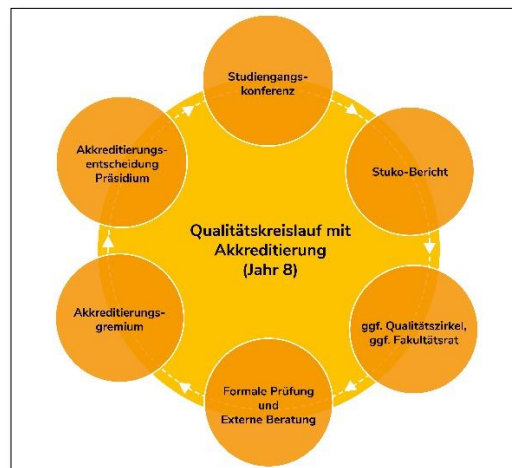 Studiengangs-
konferenz
Stuko-Bericht
ggf. Qualitätszirkel,
ggf. Fakultätsrat
Formale Prüfung
und
Externe Beratung
Akkreditierungs-
gremium
Akkreditierungs-
entscheidung
Präsidium
Qualitätskreislauf mit
Akkreditierung
(Jahr 8)